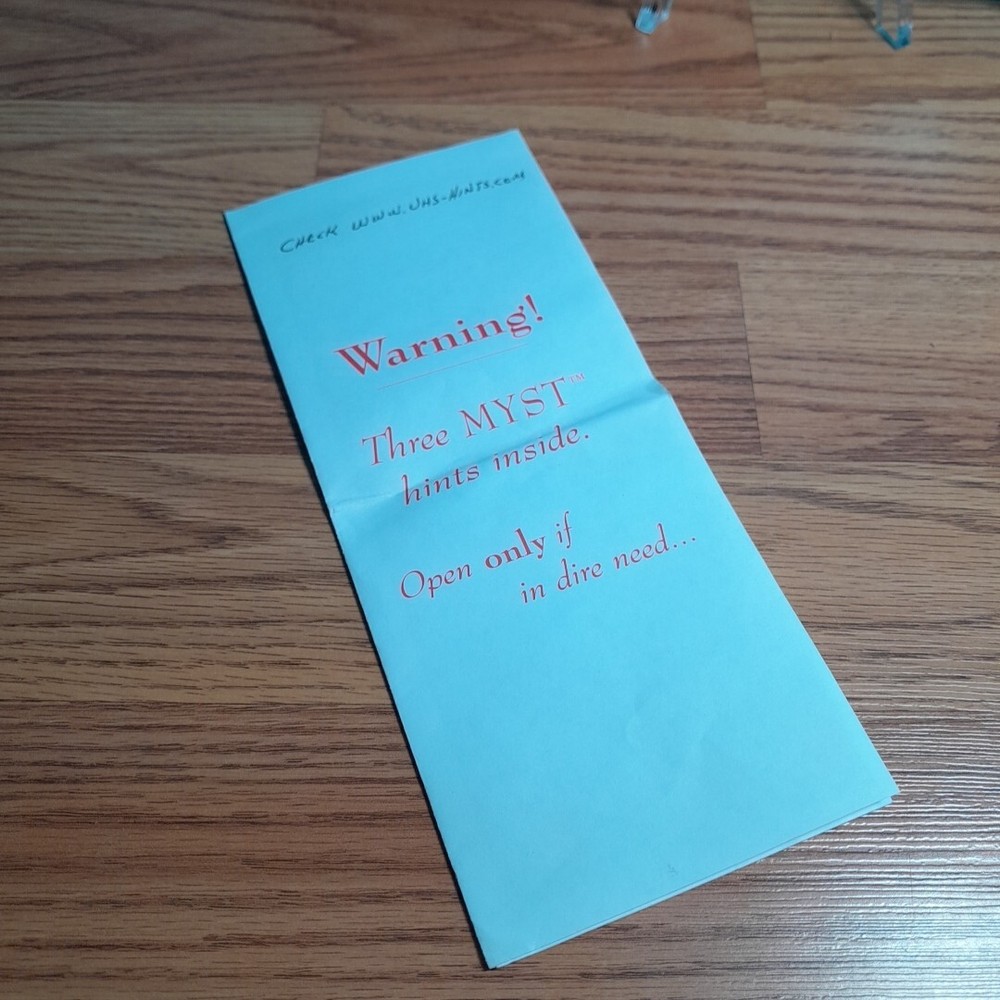 CHECK WWW.UHS-HINTS.COM
Warning!
Three MYST™
hints inside.
Open only if
in dire need...